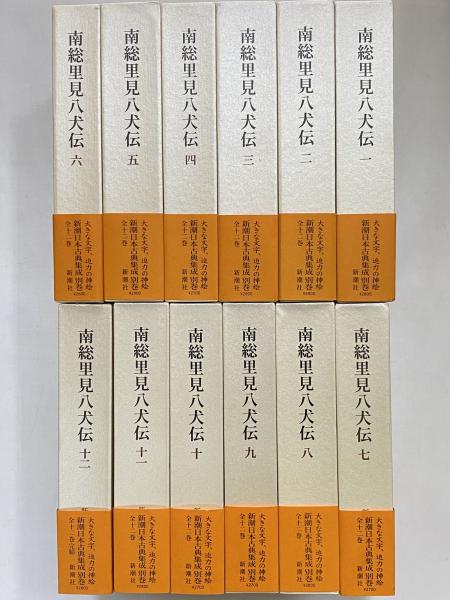 南総里見八犬伝 一
大きな文字、迫力の挿絵
新潮日本古典集成別巻
全十二巻 新潮社
南総里見八犬伝 二
大きな文字、迫力の挿絵
新潮日本古典集成別巻
全十二巻 新潮社
南総里見八犬伝 三
大きな文字、迫力の挿絵
新潮日本古典集成別巻
全十二巻 新潮社
南総里見八犬伝 四
大きな文字、迫力の挿絵
新潮日本古典集成別巻
全十二巻 新潮社
南総里見八犬伝 五
大きな文字、迫力の挿絵
新潮日本古典集成別巻
全十二巻 新潮社
南総里見八犬伝 六
大きな文字、迫力の挿絵
新潮日本古典集成別巻
全十二巻 新潮社
南総里見八犬伝 七
大きな文字、迫力の挿絵
新潮日本古典集成別巻
全十二巻 新潮社
¥2700
南総里見八犬伝 八
大きな文字、迫力の挿絵
新潮日本古典集成別巻
全十二巻 新潮社
南総里見八犬伝 九
大きな文字、迫力の挿絵
新潮日本古典集成別巻
全十二巻 新潮社
¥2700
南総里見八犬伝 十
大きな文字、迫力の挿絵
新潮日本古典集成別巻
全十二巻 新潮社
¥2700
南総里見八犬伝 十一
大きな文字、迫力の挿絵
新潮日本古典集成別巻
全十二巻 新潮社
南総里見八犬伝 十二
大きな文字、迫力の挿絵
新潮日本古典集成別巻
全十二巻完結 新潮社